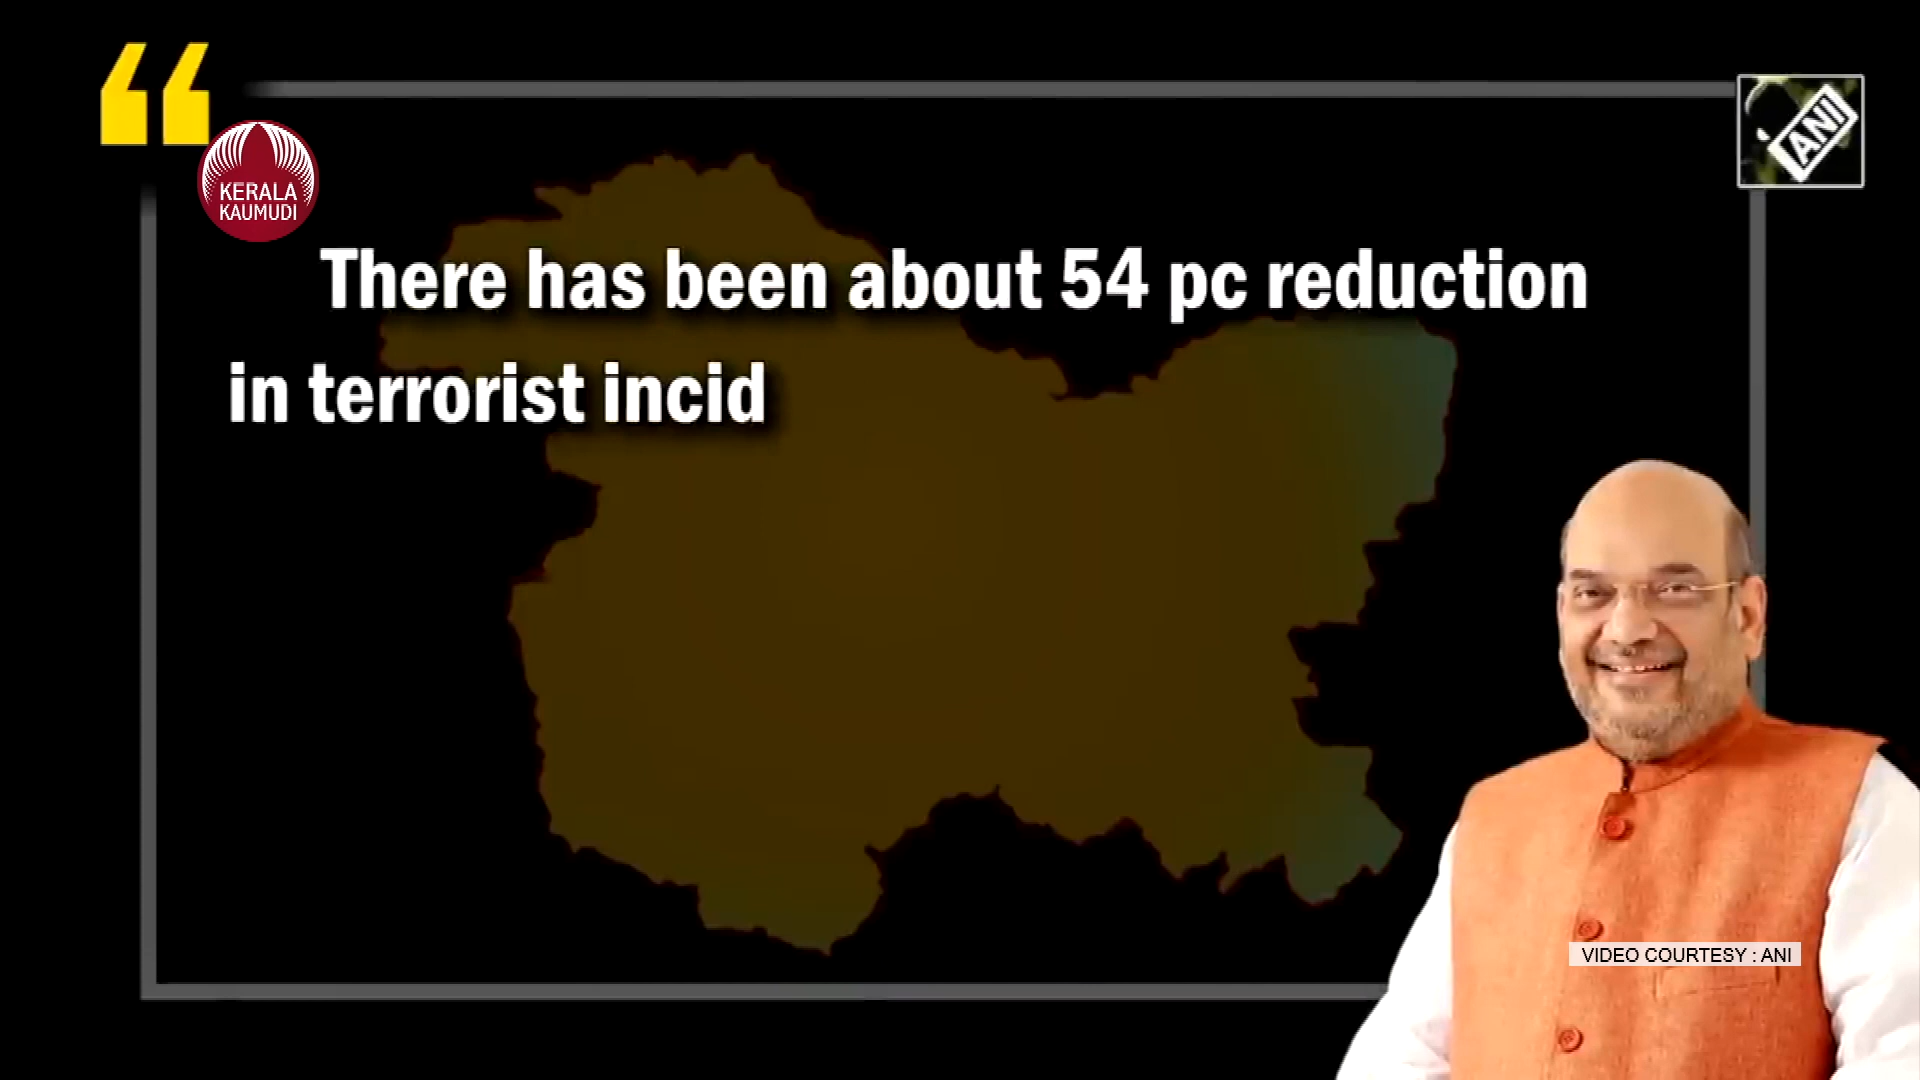 KERALA
KAUMUDI
ANI
There has been about 54 pc reduction
in terrorist incid
VIDEO COURTESY : ANI